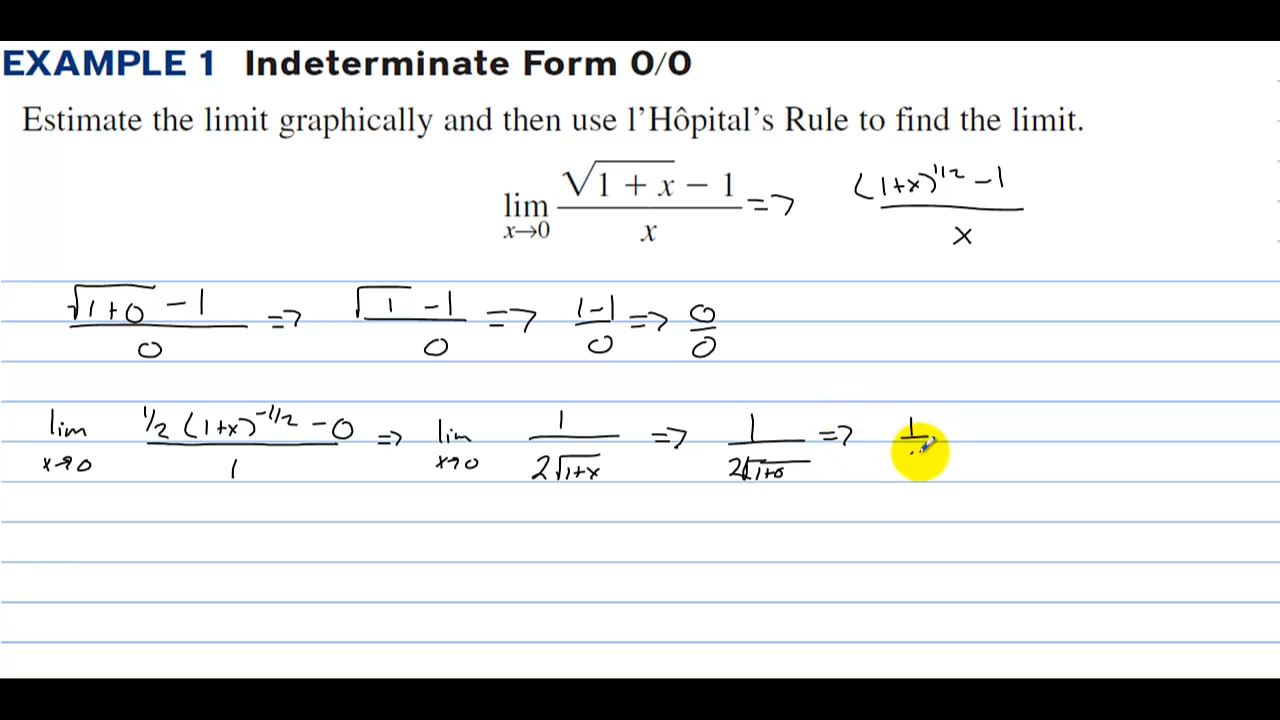 EXAMPLE 1 Indeterminate Form 0/0
Estimate the limit graphically and then use l'Hôpital's Rule to find the limit.
lim x→0 (√(1 + x) − 1)/x => ((1+x)^1/2 − 1)/x
(√(1+0) − 1)/0 => (√1 − 1)/0 => (1−1)/0 => 0/0
lim x→0 (1/2 (1+x)^−1/2 − 0)/1 => lim x→0 1/(2√(1+x)) => 1/(2√(1+0)) => 1